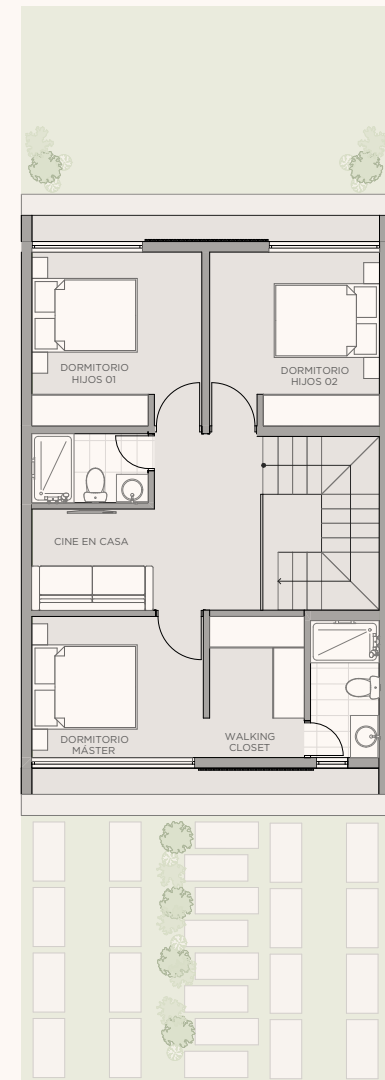 DORMITORIO
HIJOS 01
DORMITORIO
HIJOS 02
CINE EN CASA
DORMITORIO
MÁSTER
WALKING
CLOSET